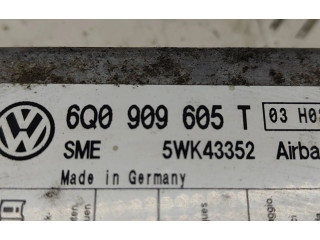 6Q0 909 605 T 03 H0
SME 5WK43352 Airba
Made in Germany